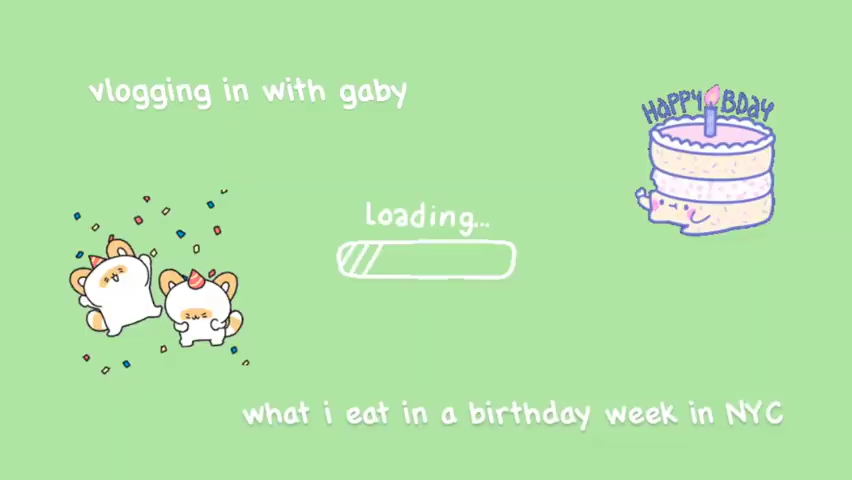 vlogging in with gaby
HAPPY BDay
Loading...
what i eat in a birthday week in NYC